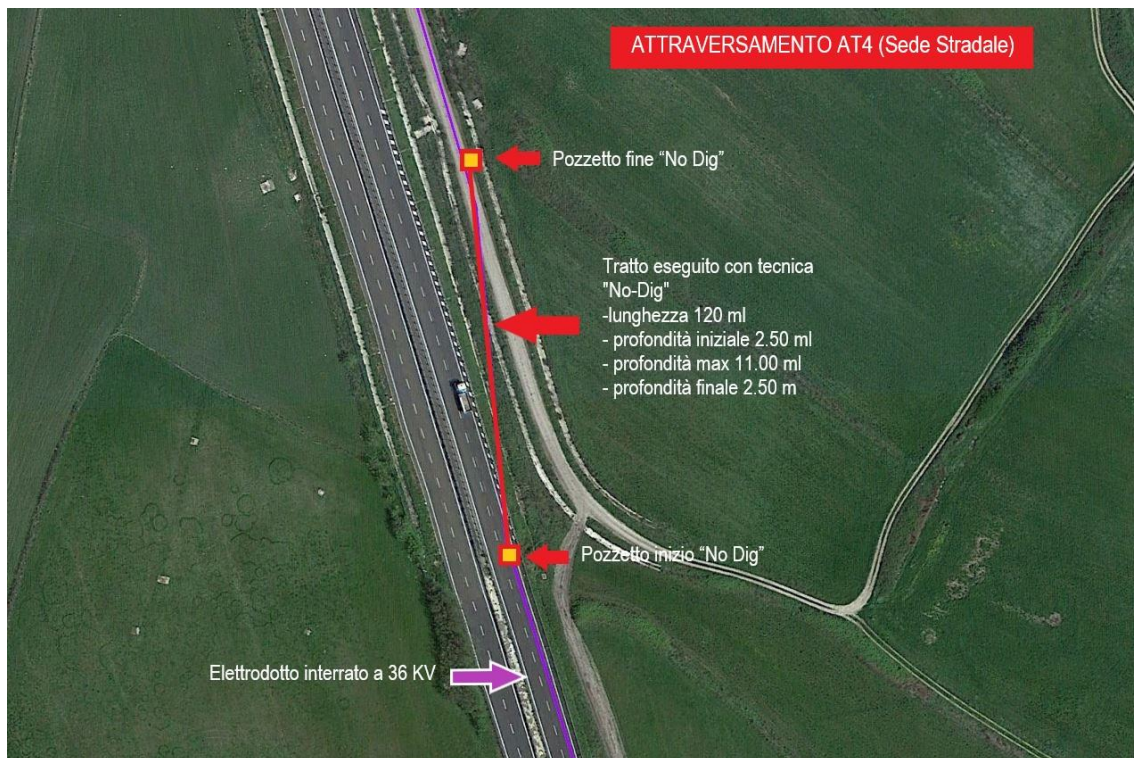 ATTRAVERSAMENTO AT4 (Sede Stradale)
Pozzetto fine “No Dig”
Tratto eseguito con tecnica
"No-Dig"
-lunghezza 120 ml
- profondità iniziale 2.50 ml
- profondità max 11.00 ml
- profondità finale 2.50 m
Pozzetto inizio “No Dig”
Elettrodotto interrato a 36 KV